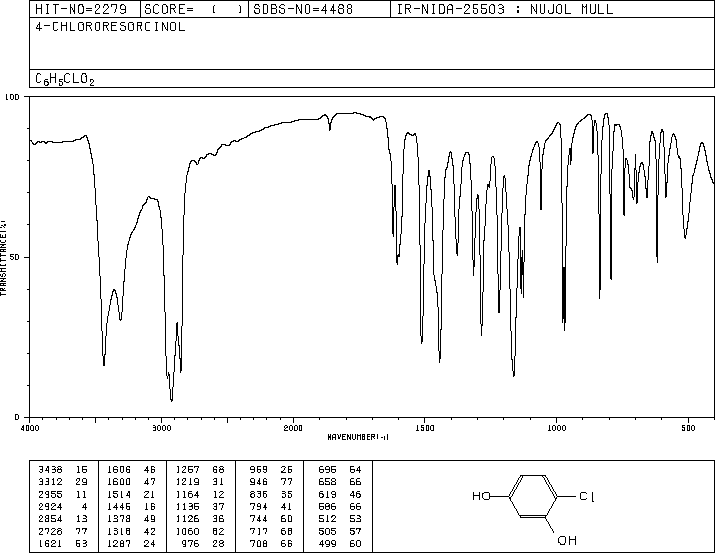 HIT-NO=2279 SCORE= ( ) SDBS-NO=4488 IR-NIDA-25503 : NUJOL MULL
4-CHLORORESORCINOL
C6H5CLO2
100
50
0
TRANSMITTANCE(%)
4000 3000 2000 1500 1000 500
WAVENUMBER(-1)
3438 15 1606 46 1257 68 969 26 696 64
3312 29 1600 47 1219 31 946 77 658 66
2955 11 1514 21 1164 12 836 35 619 46
2924 4 1446 16 1136 37 794 41 586 66
2854 13 1378 49 1126 36 744 60 512 53
2728 77 1318 42 1060 62 717 68 505 57
1621 53 1287 24 976 28 708 66 499 60
HO Cl
OH